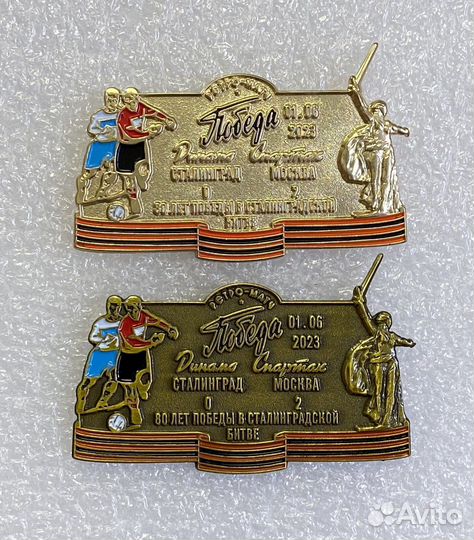 РЕТРО-МАТЧ
Победа 01.06
2023
Динамо Спартак
СТАЛИНГРАД МОСКВА
0 2
80 ЛЕТ ПОБЕДЫ В СТАЛИНГРАДСКОЙ
БИТВЕ
РЕТРО-МАТЧ
Победа 01.06
2023
Динамо Спартак
СТАЛИНГРАД МОСКВА
0 2
80 ЛЕТ ПОБЕДЫ В СТАЛИНГРАДСКОЙ
БИТВЕ
Avito